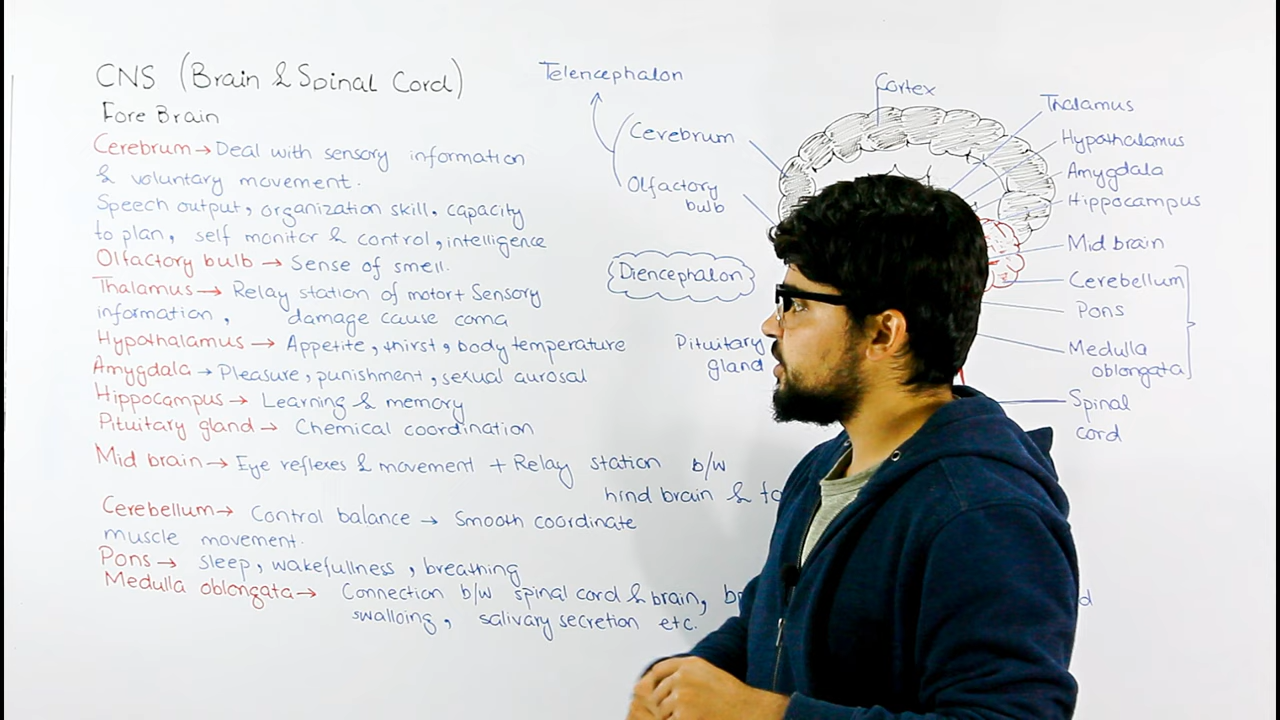 CNS (Brain & Spinal Cord)
Fore Brain
Cerebrum → Deal with sensory information
& voluntary movement.
Speech output, organization skill, capacity
to plan, self monitor & control, intelligence
Olfactory bulb → Sense of smell.
Thalamus → Relay station of motor + Sensory
information, damage cause coma
Hypothalamus → Appetite, thirst, body temperature
Amygdala → Pleasure, punishment, sexual aurosal
Hippocampus → Learning & memory
Pituitary gland → Chemical coordination
Mid brain → Eye reflexes & movement + Relay station b/w
hind brain & fo
Cerebellum → Control balance → Smooth coordinate
muscle movement.
Pons → sleep, wakefullness, breathing
Medulla oblongata → Connection b/w spinal cord & brain,
swalloing, salivary secretion etc.
Telencephalon
Cerebrum
Olfactory
bulb
Diencephalon
Pituitary
gland
Cortex
Thalamus
Hypothalamus
Amygdala
Hippocampus
Mid brain
Cerebellum
Pons
Medulla
oblongata
Spinal
cord